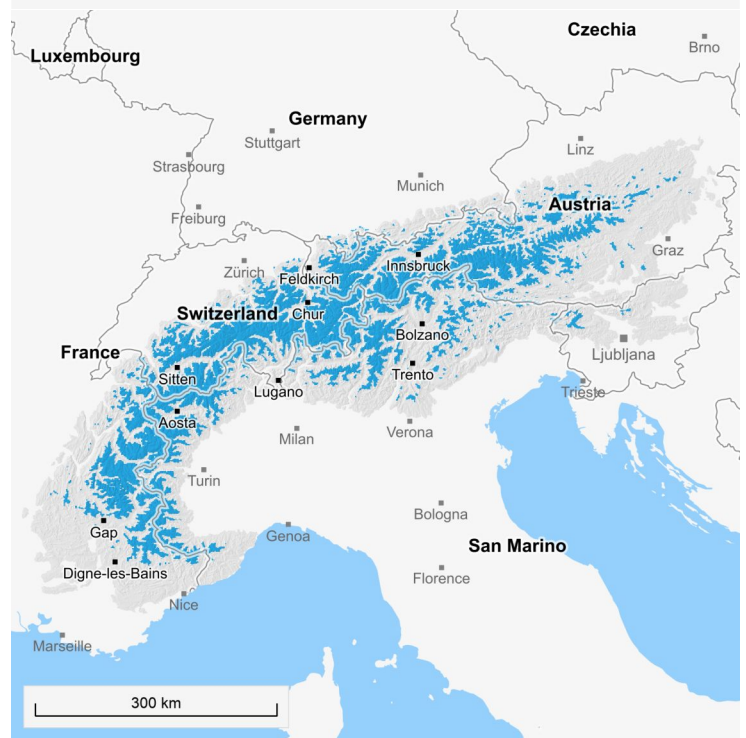 Czechia
Brno
Luxembourg
Germany
Stuttgart
Linz
Strasbourg
Munich
Austria
Freiburg
Graz
Zürich
Innsbruck
Feldkirch
Switzerland
Chur
Bolzano
France
Ljubljana
Sitten
Trento
Lugano
Trieste
Aosta
Verona
Milan
Turin
Bologna
Gap
Genoa
San Marino
Digne-les-Bains
Florence
Nice
Marseille
300 km